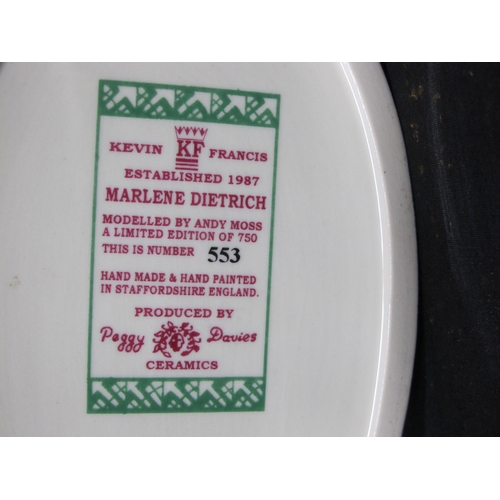 KEVIN KF FRANCIS
ESTABLISHED 1987
MARLENE DIETRICH
MODELLED BY ANDY MOSS
A LIMITED EDITION OF 750
THIS IS NUMBER 553
HAND MADE & HAND PAINTED
IN STAFFORDSHIRE ENGLAND.
PRODUCED BY
Peggy Davies
CERAMICS